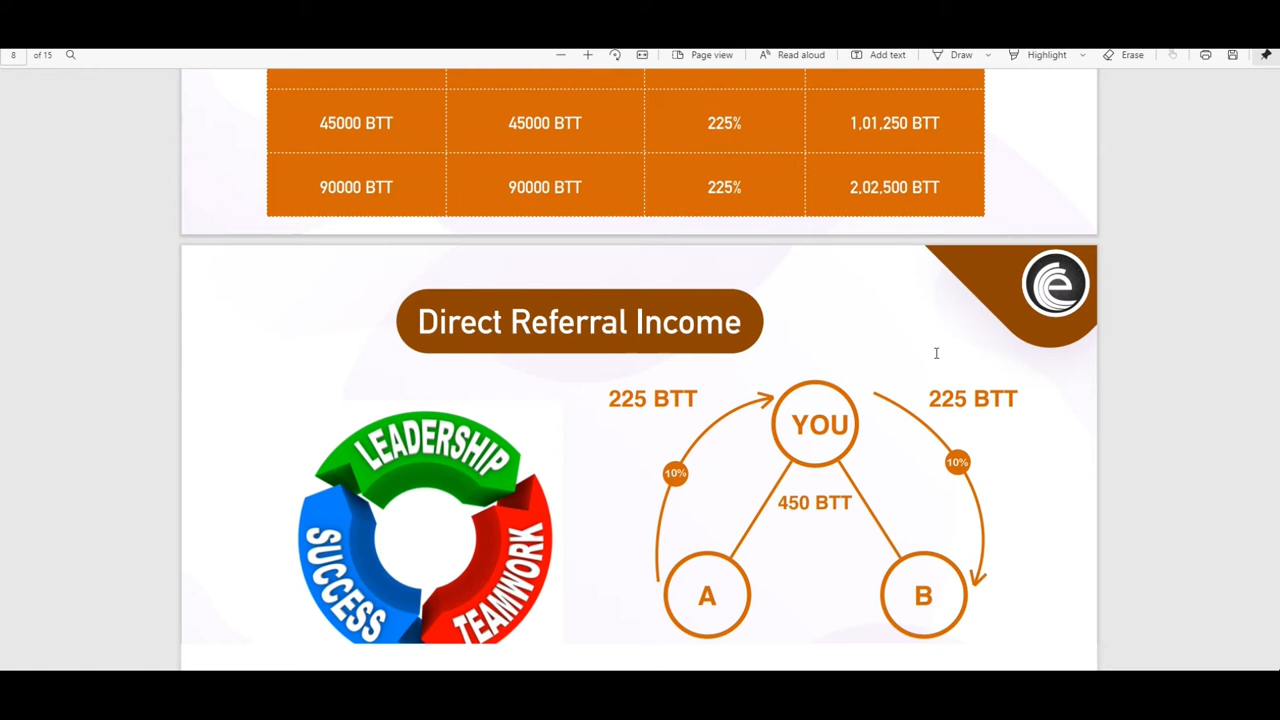 8 of 15 Page view Read aloud Add text Draw Highlight Erase
45000 BTT 45000 BTT 225% 1,01,250 BTT
90000 BTT 90000 BTT 225% 2,02,500 BTT
Direct Referral Income
225 BTT 225 BTT
YOU
10% 10%
450 BTT
A B
LEADERSHIP
SUCCESS
TEAMWORK